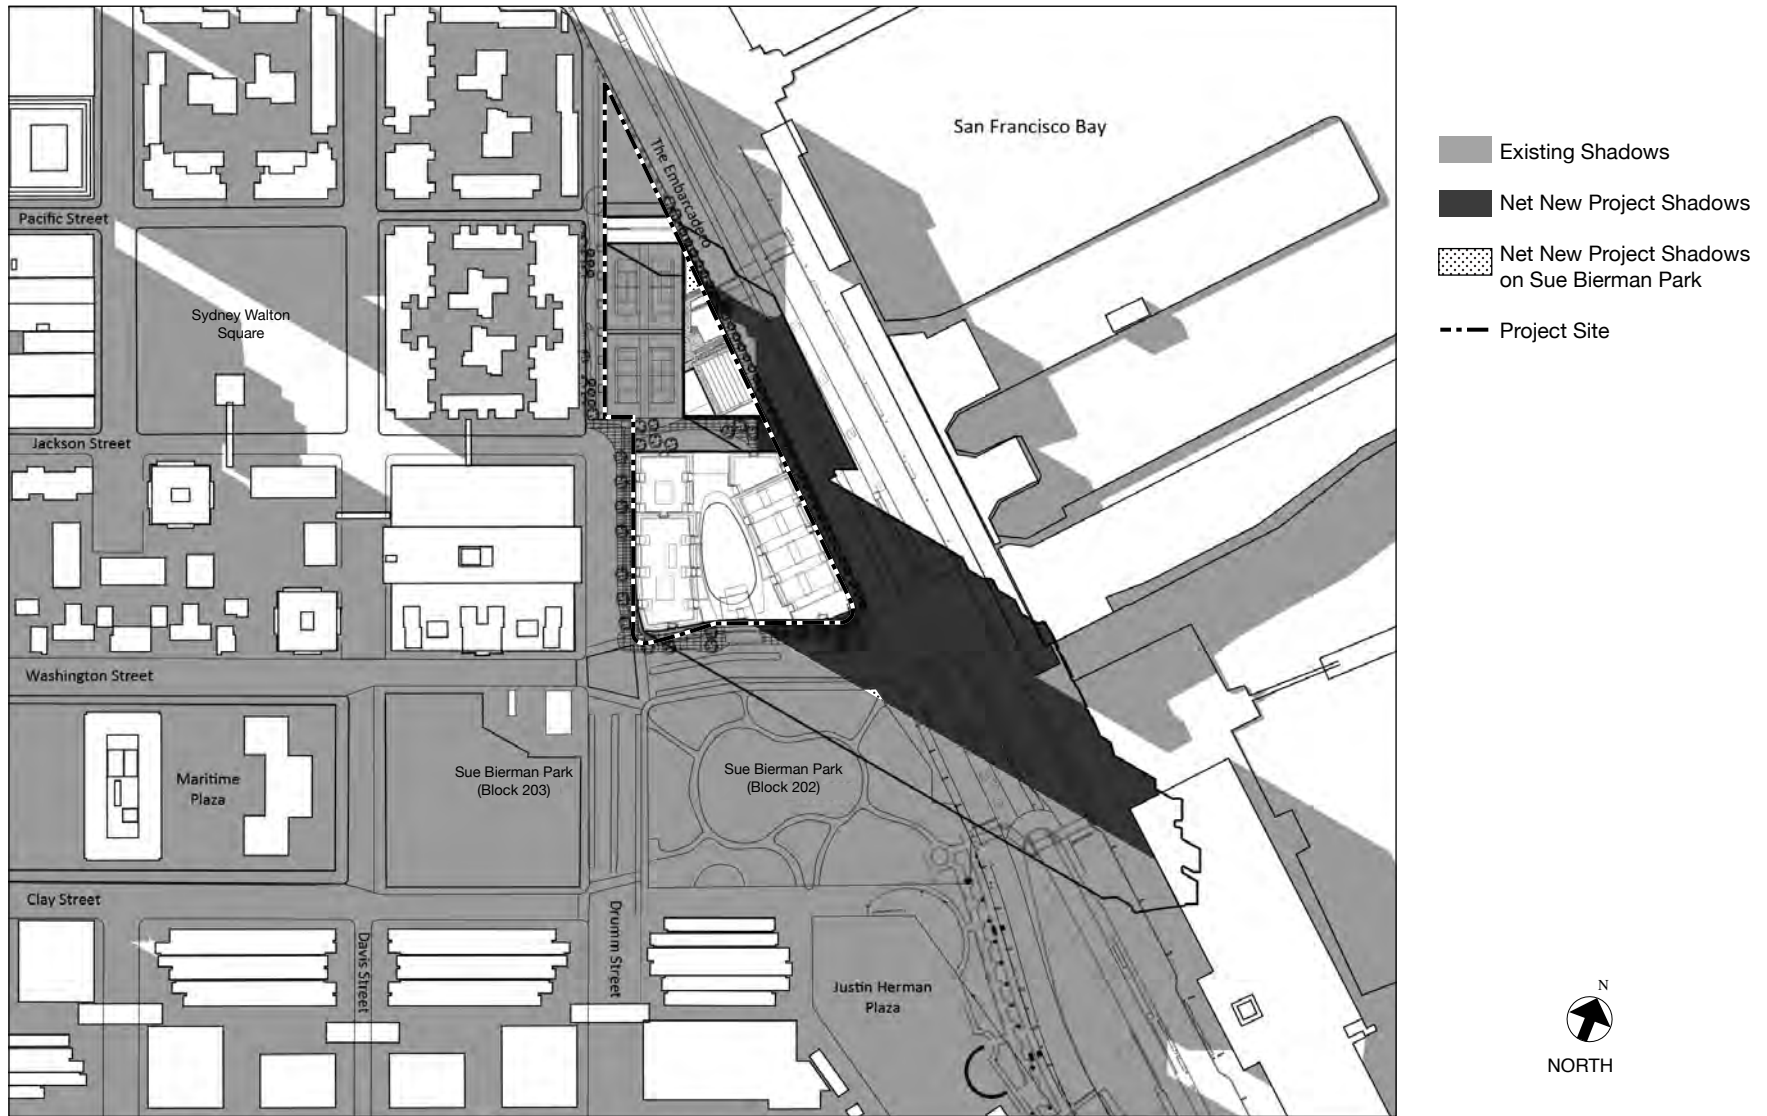 San Francisco Bay
The Embarcadero
Pacific Street
Sydney Walton
Square
Jackson Street
Washington Street
Maritime
Plaza
Sue Bierman Park
(Block 203)
Sue Bierman Park
(Block 202)
Clay Street
Davis Street
Drumm Street
Justin Herman
Plaza
Existing Shadows
Net New Project Shadows
Net New Project Shadows
on Sue Bierman Park
Project Site
N
NORTH